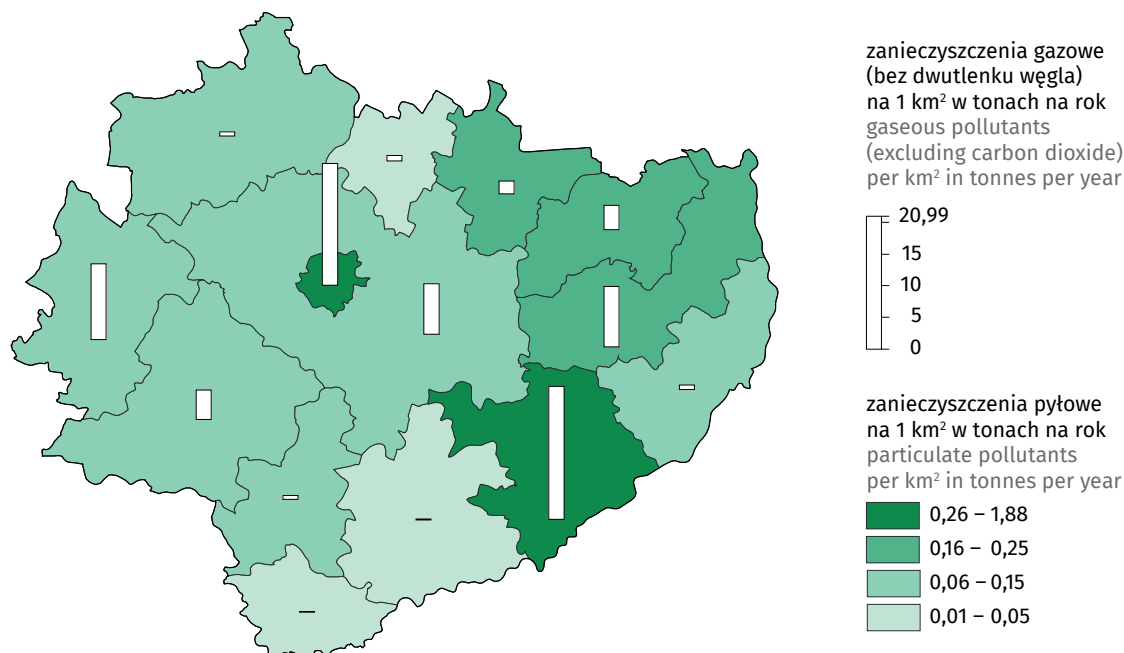 zanieczyszczenia gazowe
(bez dwutlenku węgla)
na 1 km² w tonach na rok
gaseous pollutants
(excluding carbon dioxide)
per km² in tonnes per year
20,99
15
10
5
0
zanieczyszczenia pyłowe
na 1 km² w tonach na rok
particulate pollutants
per km² in tonnes per year
0,26 – 1,88
0,16 – 0,25
0,06 – 0,15
0,01 – 0,05